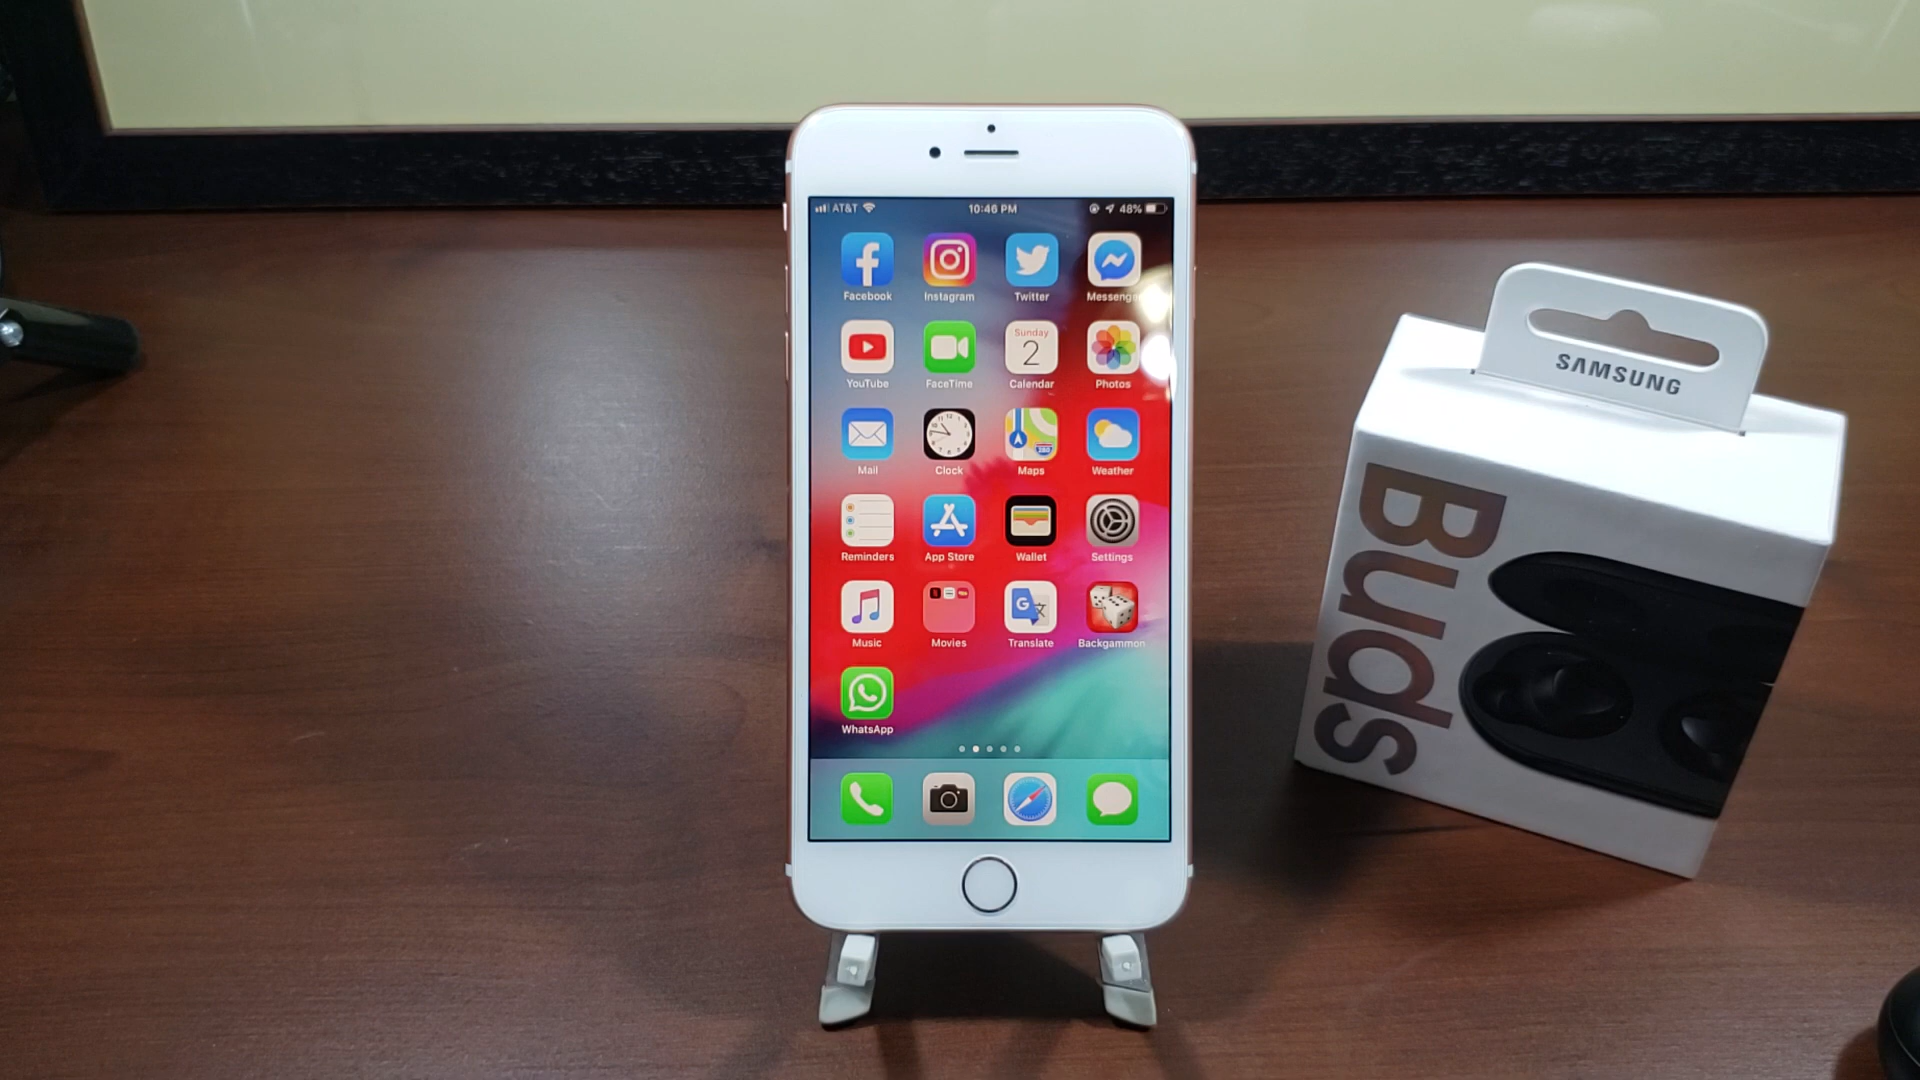 AT&T 10:46 PM 48%
Facebook Instagram Twitter Messenge
Sunday
2
YouTube FaceTime Calendar Photos
Mail Clock Maps Weather
Reminders App Store Wallet Settings
Music Movies Translate Backgammon
WhatsApp
SAMSUNG
Buds